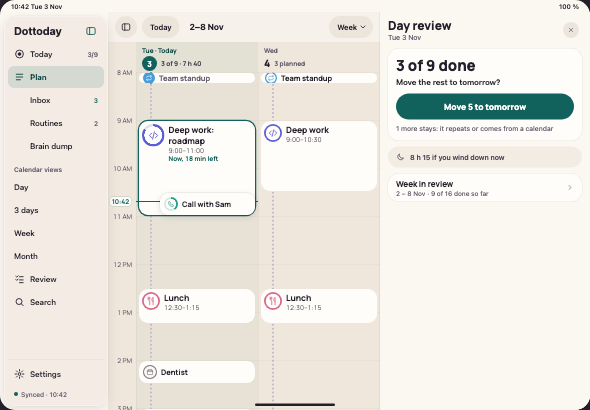 10:42 Tue 3 Nov
100 %
Dottoday
Today 3/9
Plan
Inbox 3
Routines 2
Brain dump
Calendar views
Day
3 days
Week
Month
Review
Search
Settings
Synced · 10:42
Today
2–8 Nov
Week
Tue · Today
3 3 of 9 · 7 h 40
Wed
4 3 planned
8 AM
9 AM
10 AM
10:42
11 AM
12 PM
1 PM
2 PM
3 PM
Team standup
Deep work:
roadmap
9:00–11:00
Now, 18 min left
Call with Sam
Lunch
12:30–1:15
Dentist
Team standup
Deep work
9:00–10:30
Lunch
12:30–1:15
Day review
Tue 3 Nov
3 of 9 done
Move the rest to tomorrow?
Move 5 to tomorrow
1 more stays: it repeats or comes from a calendar
8 h 15 if you wind down now
Week in review
2 – 8 Nov · 9 of 16 done so far